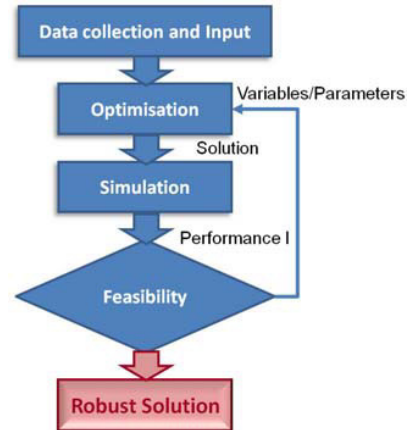 Data collection and Input
Variables/Parameters
Optimisation
Solution
Simulation
Performance I
Feasibility
Robust Solution